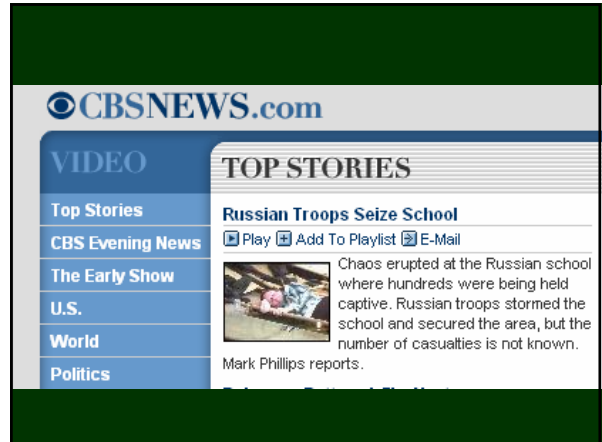 CBSNEWS.com
VIDEO
Top Stories
CBS Evening News
The Early Show
U.S.
World
Politics
TOP STORIES
Russian Troops Seize School
Play Add To Playlist E-Mail
Chaos erupted at the Russian school
where hundreds were being held
captive. Russian troops stormed the
school and secured the area, but the
number of casualties is not known.
Mark Phillips reports.